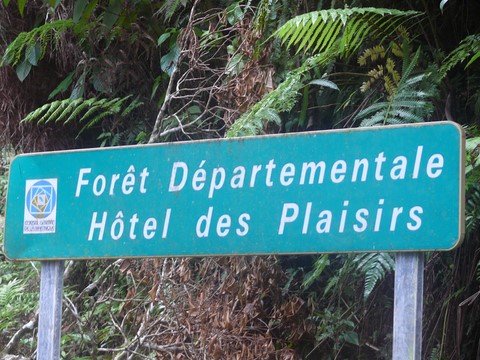 Forêt Départementale
Hôtel des Plaisirs